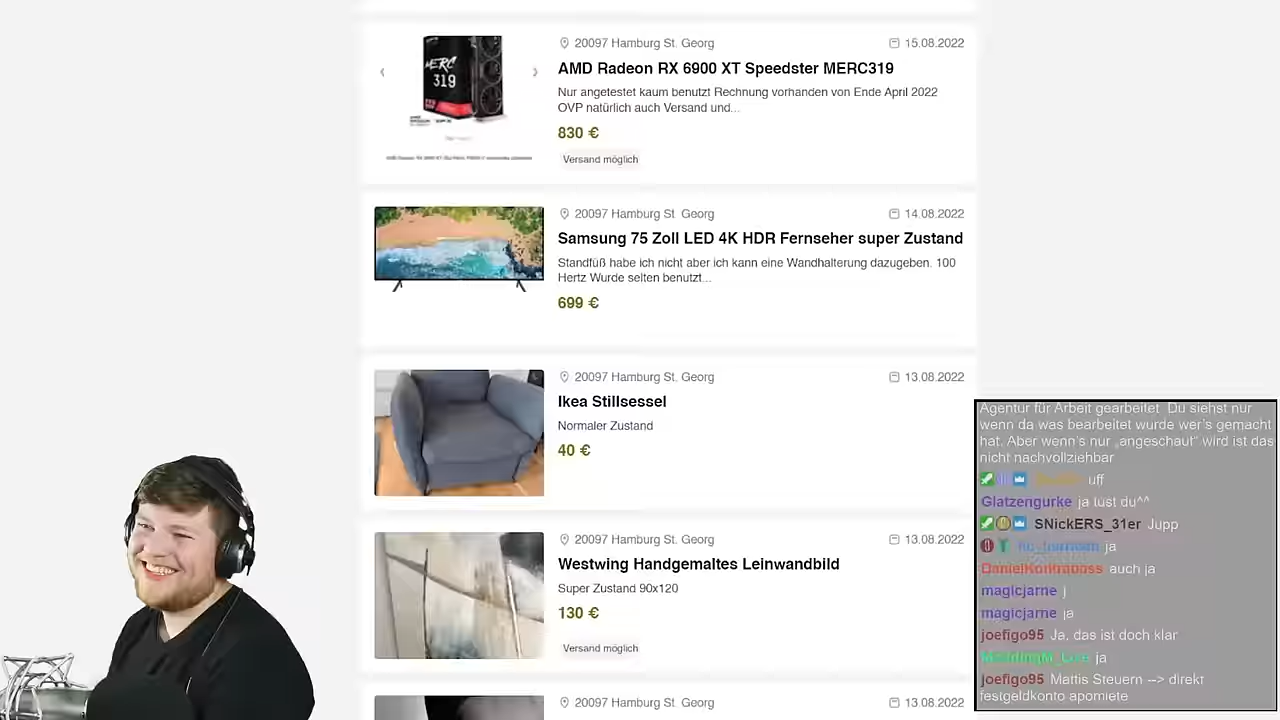 20097 Hamburg St. Georg
15.08.2022
AMD Radeon RX 6900 XT Speedster MERC319
MERC
319
Nur angetestet kaum benutzt Rechnung vorhanden von Ende April 2022
OVP natürlich auch Versand und...
830 €
Versand möglich
20097 Hamburg St. Georg
14.08.2022
Samsung 75 Zoll LED 4K HDR Fernseher super Zustand
Standfüß habe ich nicht aber ich kann eine Wandhalterung dazugeben. 100
Hertz Wurde selten benutzt...
699 €
20097 Hamburg St. Georg
13.08.2022
Ikea Stillsessel
Normaler Zustand
40 €
20097 Hamburg St. Georg
13.08.2022
Westwing Handgemaltes Leinwandbild
Super Zustand 90x120
130 €
Versand möglich
20097 Hamburg St. Georg
13.08.2022
Agentur für Arbeit gearbeitet. Du siehst nur
wenn da was bearbeitet wurde wer's gemacht
hat. Aber wenn's nur „angeschaut" wird ist das
nicht nachvollziehbar
uff
Glatzengurke ja tust du^^
SNickERS_31er Jupp
ja
DanielKontrabass auch ja
magicjarne j
magicjarne ja
joefigo95 Ja, das ist doch klar
ja
joefigo95 Mattis Steuern --> direkt
festgeldkonto apomiete